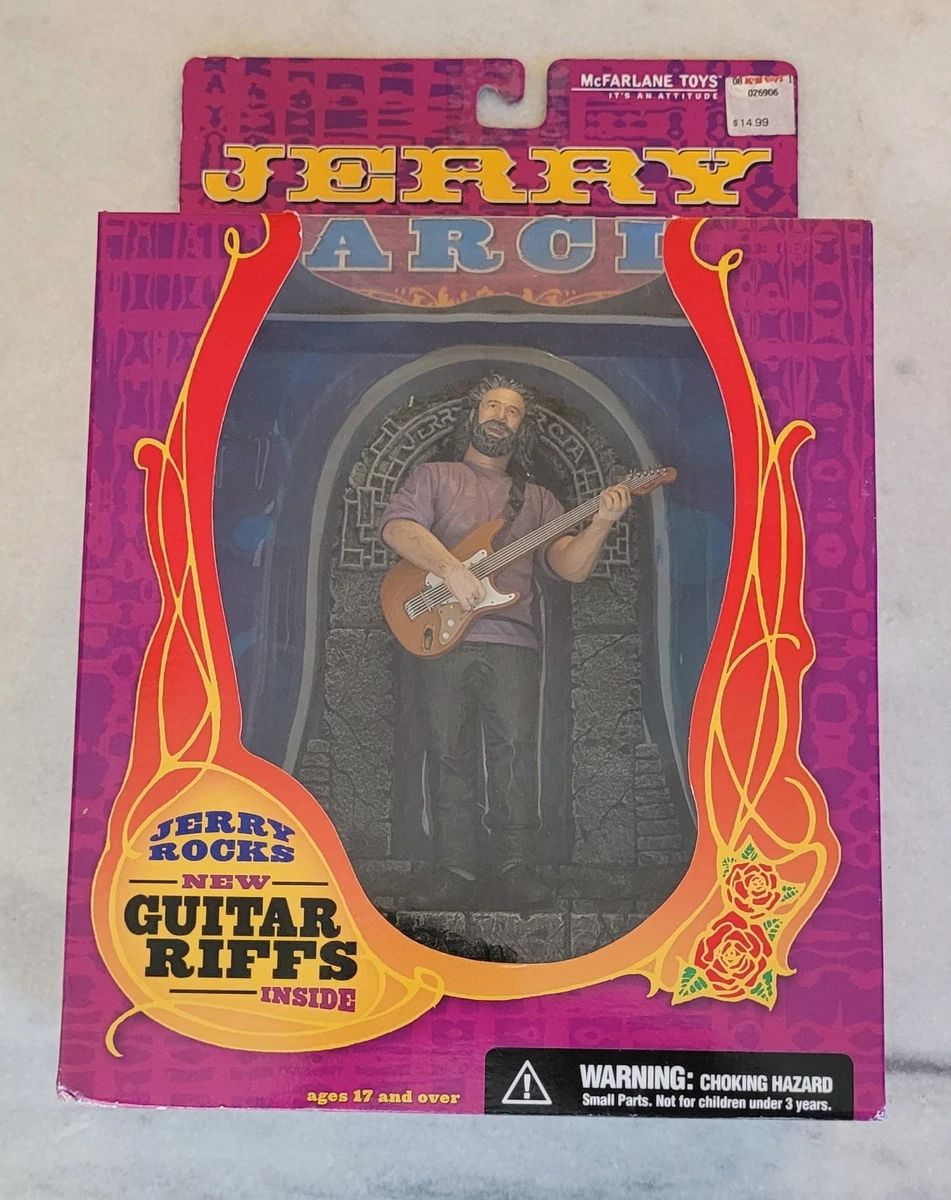 McFARLANE TOYS
IT'S AN ATTITUDE
026906
$14.99
JERRY
ARCI
JERRY
ROCKS
NEW
GUITAR
RIFFS
INSIDE
ages 17 and over
WARNING: CHOKING HAZARD
Small Parts. Not for children under 3 years.